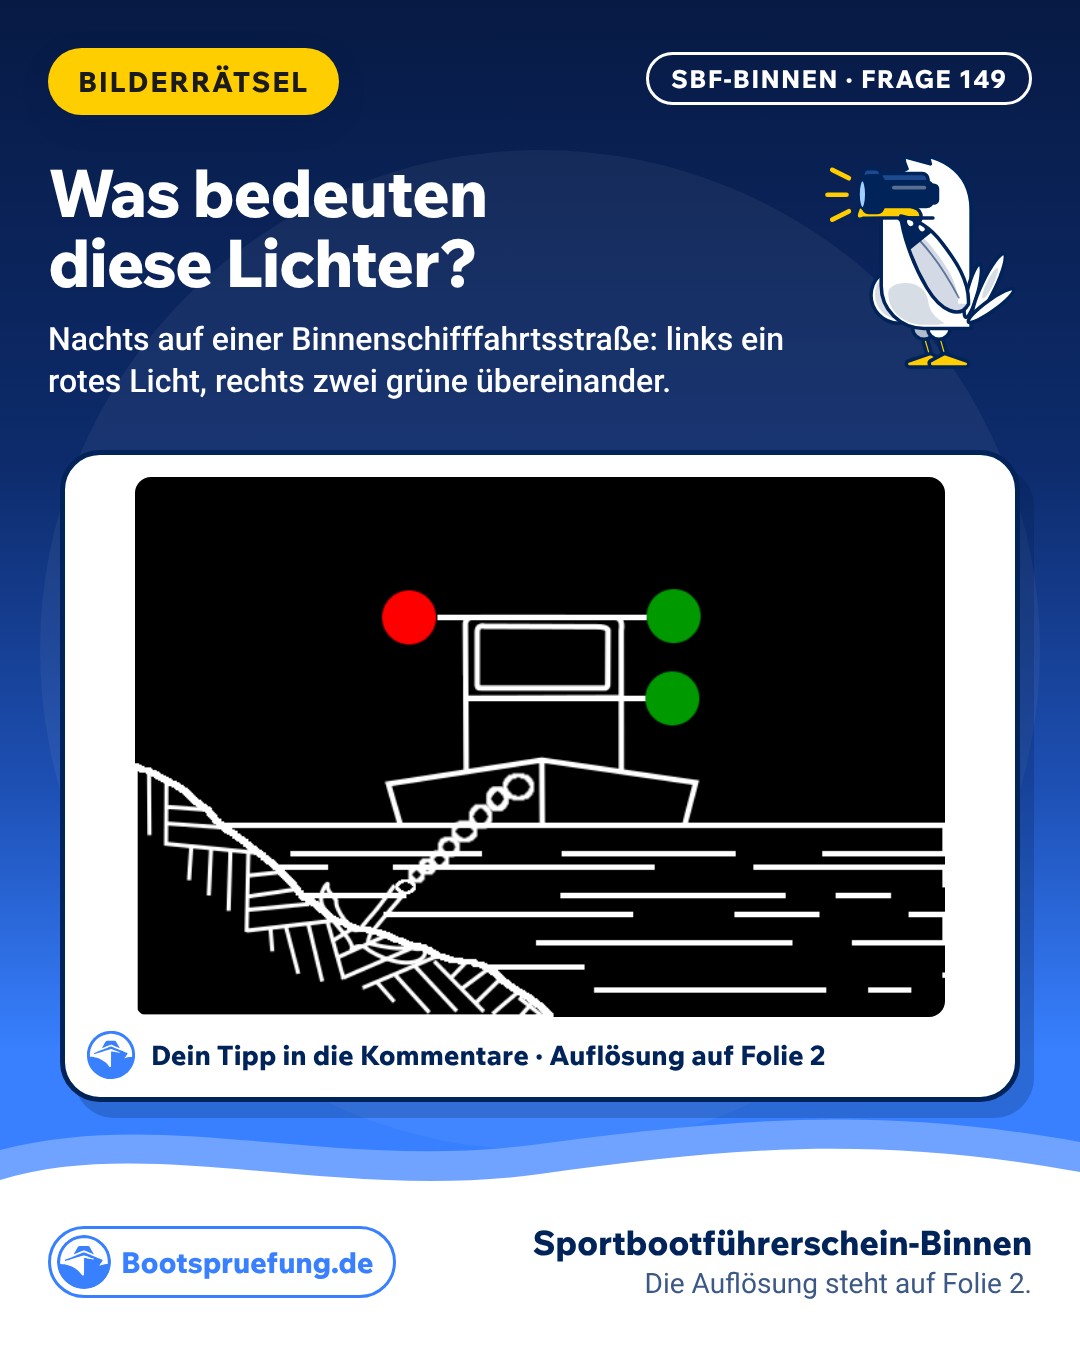 BILDERRÄTSEL
SBF-BINNEN · FRAGE 149
Was bedeuten
diese Lichter?
Nachts auf einer Binnenschifffahrtsstraße: links ein
rotes Licht, rechts zwei grüne übereinander.
Dein Tipp in die Kommentare · Auflösung auf Folie 2
Bootspruefung.de
Sportbootführerschein-Binnen
Die Auflösung steht auf Folie 2.